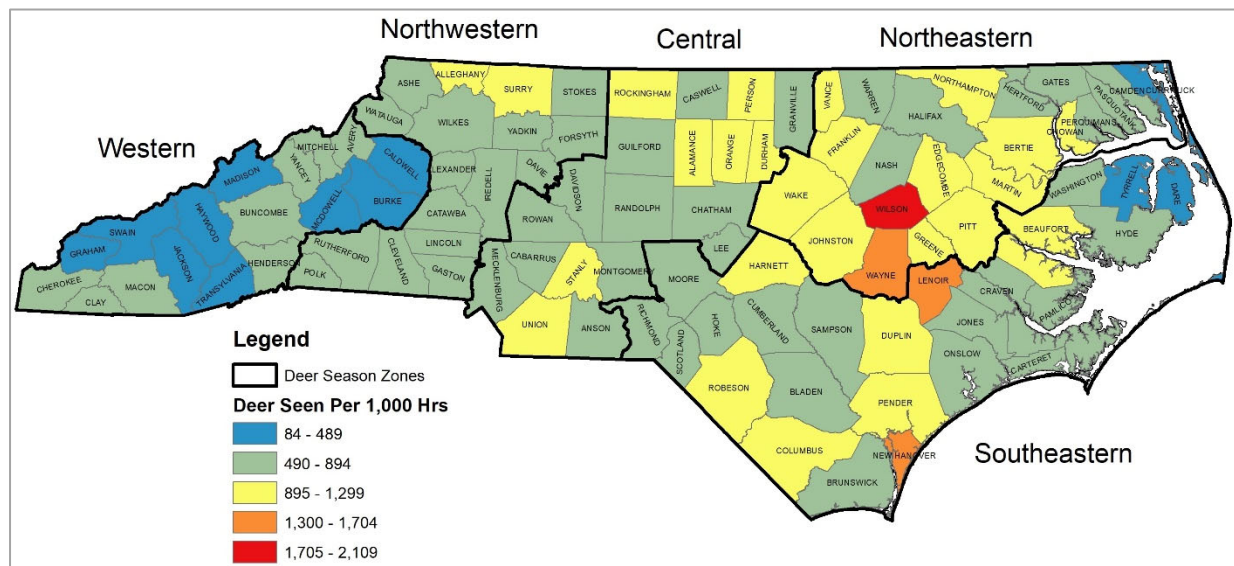 Northwestern
Central
Northeastern
Western
Southeastern
ASHE
ALLEGHANY
SURRY
STOKES
ROCKINGHAM
CASWELL
PERSON
GRANVILLE
VANCE
WARREN
NORTHAMPTON
HERTFORD
GATES
CAMDEN
CURRITUCK
PASQUOTANK
PERQUIMANS
CHOWAN
WATAUGA
WILKES
YADKIN
FORSYTH
GUILFORD
ALAMANCE
ORANGE
DURHAM
FRANKLIN
HALIFAX
BERTIE
MITCHELL
AVERY
YANCEY
CALDWELL
ALEXANDER
IREDELL
DAVIE
DAVIDSON
RANDOLPH
CHATHAM
WAKE
NASH
EDGECOMBE
MARTIN
WASHINGTON
TYRRELL
DARE
MADISON
BUNCOMBE
MCDOWELL
BURKE
CATAWBA
ROWAN
LEE
JOHNSTON
WILSON
GREENE
PITT
BEAUFORT
HYDE
SWAIN
HAYWOOD
GRAHAM
JACKSON
HENDERSON
TRANSYLVANIA
RUTHERFORD
POLK
CLEVELAND
LINCOLN
GASTON
MECKLENBURG
CABARRUS
STANLY
MONTGOMERY
MOORE
HARNETT
WAYNE
LENOIR
CRAVEN
PAMLICO
CHEROKEE
CLAY
MACON
UNION
ANSON
RICHMOND
SCOTLAND
HOKE
CUMBERLAND
SAMPSON
DUPLIN
JONES
ONSLOW
CARTERET
ROBESON
BLADEN
PENDER
COLUMBUS
BRUNSWICK
NEW HANOVER
Legend
Deer Season Zones
Deer Seen Per 1,000 Hrs
84 - 489
490 - 894
895 - 1,299
1,300 - 1,704
1,705 - 2,109